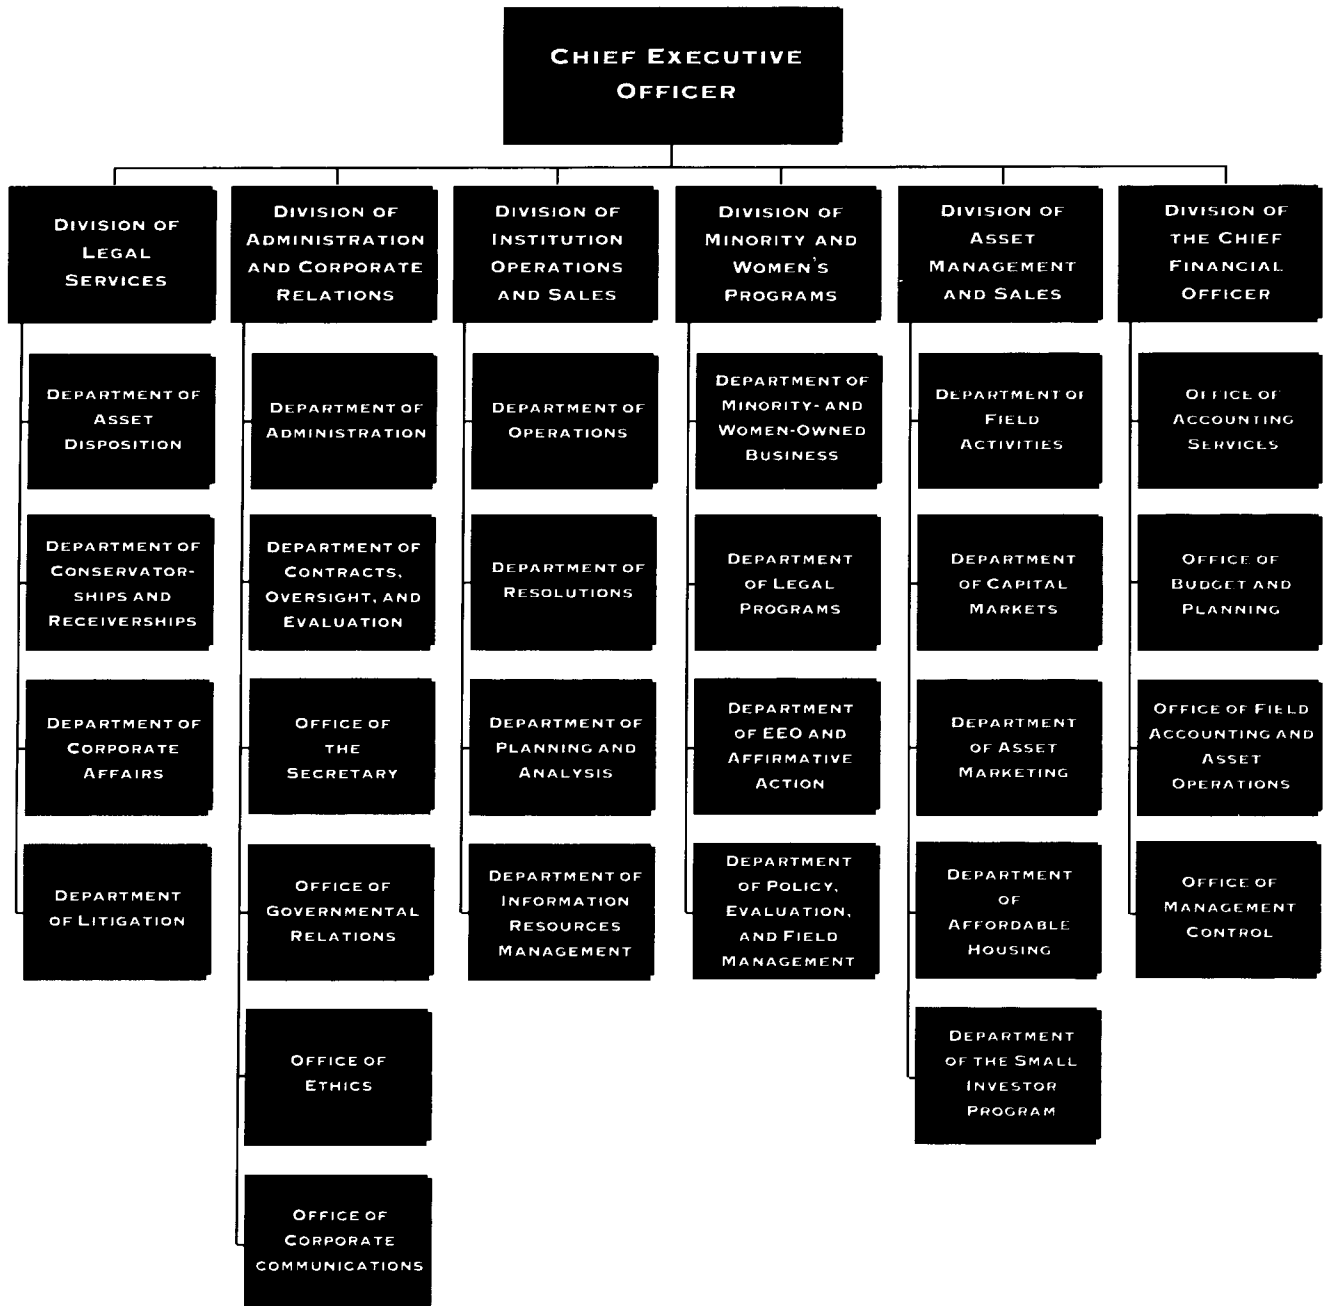 CHIEF EXECUTIVE
OFFICER
DIVISION OF
LEGAL
SERVICES
DIVISION OF
ADMINISTRATION
AND CORPORATE
RELATIONS
DIVISION OF
INSTITUTION
OPERATIONS
AND SALES
DIVISION OF
MINORITY AND
WOMEN'S
PROGRAMS
DIVISION OF
ASSET
MANAGEMENT
AND SALES
DIVISION OF
THE CHIEF
FINANCIAL
OFFICER
DEPARTMENT OF
ASSET
DISPOSITION
DEPARTMENT OF
ADMINISTRATION
DEPARTMENT OF
OPERATIONS
DEPARTMENT OF
MINORITY- AND
WOMEN-OWNED
BUSINESS
DEPARTMENT OF
FIELD
ACTIVITIES
OFFICE OF
ACCOUNTING
SERVICES
DEPARTMENT OF
CONSERVATOR-
SHIPS AND
RECEIVERSHIPS
DEPARTMENT OF
CONTRACTS,
OVERSIGHT, AND
EVALUATION
DEPARTMENT OF
RESOLUTIONS
DEPARTMENT
OF LEGAL
PROGRAMS
DEPARTMENT
OF CAPITAL
MARKETS
OFFICE OF
BUDGET AND
PLANNING
DEPARTMENT OF
CORPORATE
AFFAIRS
OFFICE OF
THE
SECRETARY
DEPARTMENT OF
PLANNING AND
ANALYSIS
DEPARTMENT
OF EEO AND
AFFIRMATIVE
ACTION
DEPARTMENT
OF ASSET
MARKETING
OFFICE OF FIELD
ACCOUNTING AND
ASSET
OPERATIONS
DEPARTMENT
OF LITIGATION
OFFICE OF
GOVERNMENTAL
RELATIONS
DEPARTMENT OF
INFORMATION
RESOURCES
MANAGEMENT
DEPARTMENT
OF POLICY,
EVALUATION,
AND FIELD
MANAGEMENT
DEPARTMENT
OF
AFFORDABLE
HOUSING
OFFICE OF
MANAGEMENT
CONTROL
OFFICE OF
ETHICS
DEPARTMENT
OF THE SMALL
INVESTOR
PROGRAM
OFFICE OF
CORPORATE
COMMUNICATIONS